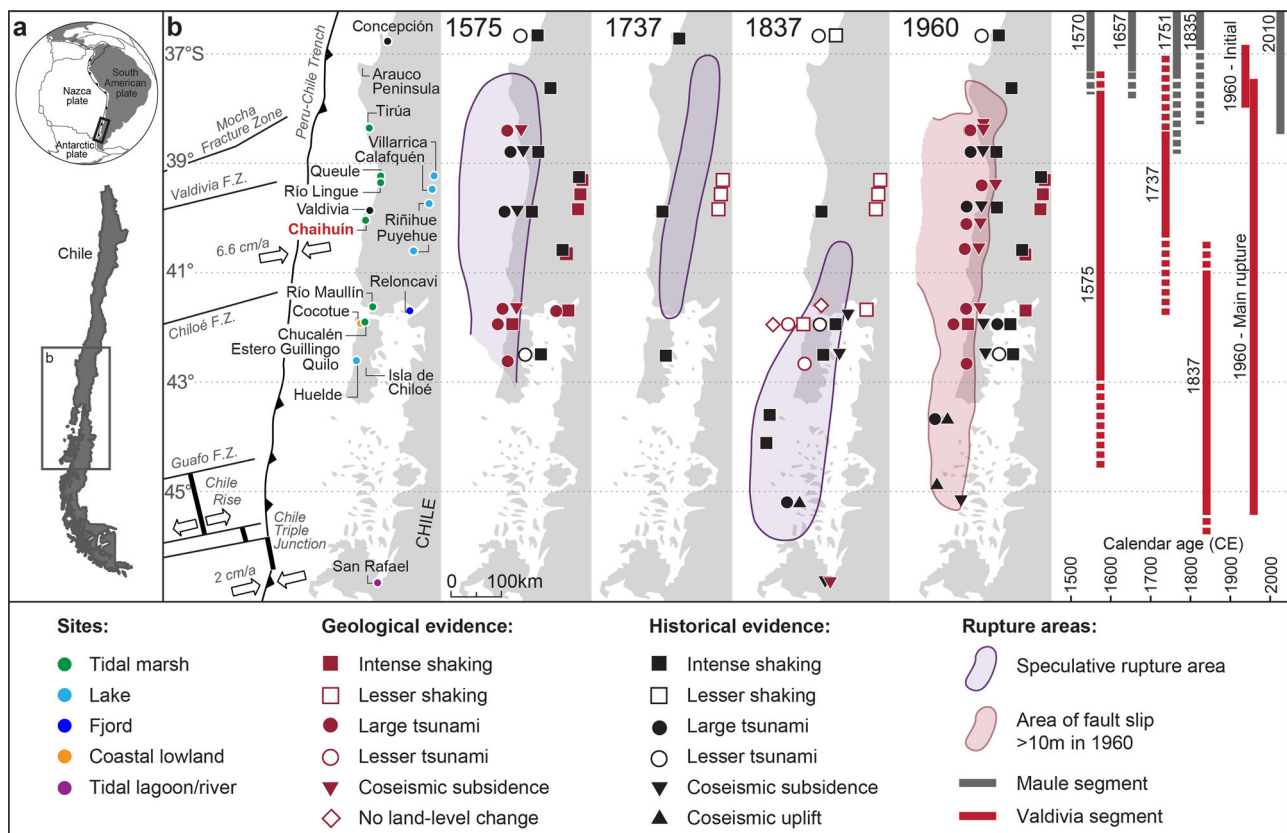 a
South
American
plate
Nazca
plate
Antarctic
plate
Chile
b
b
Concepción
Peru-Chile Trench
37°S
Arauco
Peninsula
Mocha
Fracture Zone
Tirúa
39°
Villarrica
Calafquén
Queule
Río Lingue
Valdivia F.Z.
Valdivia
Chaihuín
Riñihue
Puyehue
6.6 cm/a
41°
Reloncavi
Río Maullín
Cocotue
Chucalén
Chiloé F.Z.
Estero Guillingo
Quilo
Isla de
Chiloé
43°
Huelde
Guafo F.Z.
Chile
Rise
45°
Chile
Triple
Junction
CHILE
San Rafael
2 cm/a
0 100km
1575
1737
1837
1960
1570
1657
1751
1835
1960 - Initial
2010
1575
1737
1837
1960 - Main rupture
Calendar age (CE)
1500
1600
1700
1800
1900
2000
Sites:
Tidal marsh
Lake
Fjord
Coastal lowland
Tidal lagoon/river
Geological evidence:
Intense shaking
Lesser shaking
Large tsunami
Lesser tsunami
Coseismic subsidence
No land-level change
Historical evidence:
Intense shaking
Lesser shaking
Large tsunami
Lesser tsunami
Coseismic subsidence
Coseismic uplift
Rupture areas:
Speculative rupture area
Area of fault slip
>10m in 1960
Maule segment
Valdivia segment